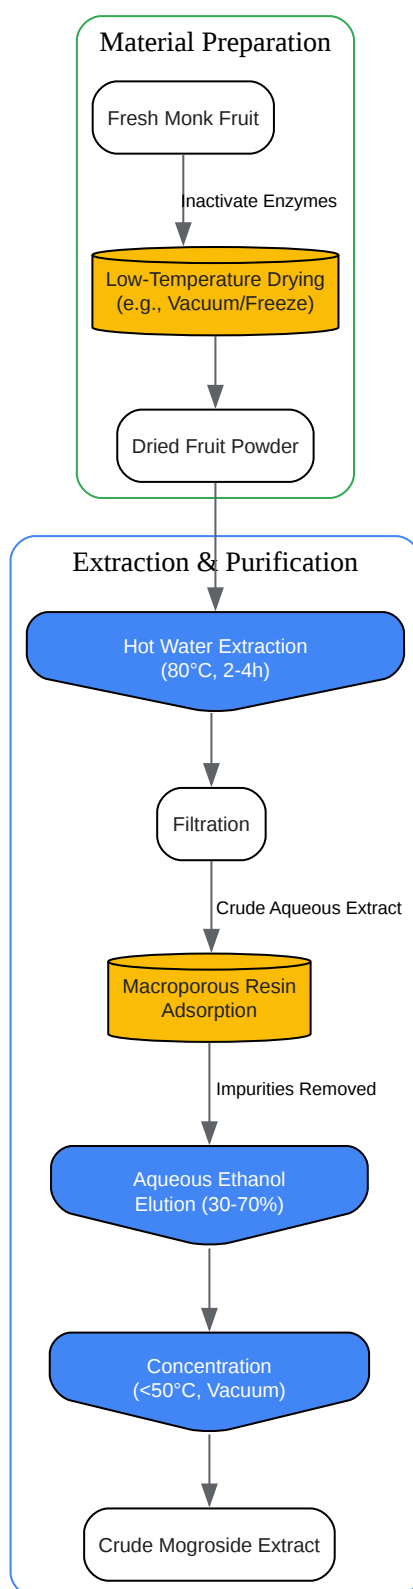 Material Preparation
Fresh Monk Fruit
Inactivate Enzymes
Low-Temperature Drying
(e.g., Vacuum/Freeze)
Dried Fruit Powder
Extraction & Purification
Hot Water Extraction
(80°C, 2-4h)
Filtration
Crude Aqueous Extract
Macroporous Resin
Adsorption
Impurities Removed
Aqueous Ethanol
Elution (30-70%)
Concentration
(<50°C, Vacuum)
Crude Mogroside Extract